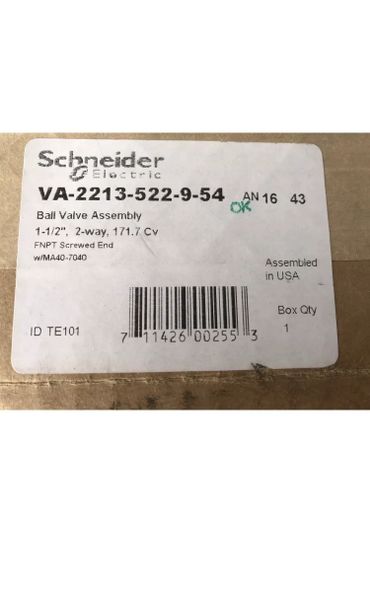 Schneider
Electric
VA-2213-522-9-54 AN 16 43
OK
Ball Valve Assembly
1-1/2", 2-way, 171.7 Cv
FNPT Screwed End
w/MA40-7040
Assembled
in USA
Box Qty
1
ID TE101
7 11426 00255 3